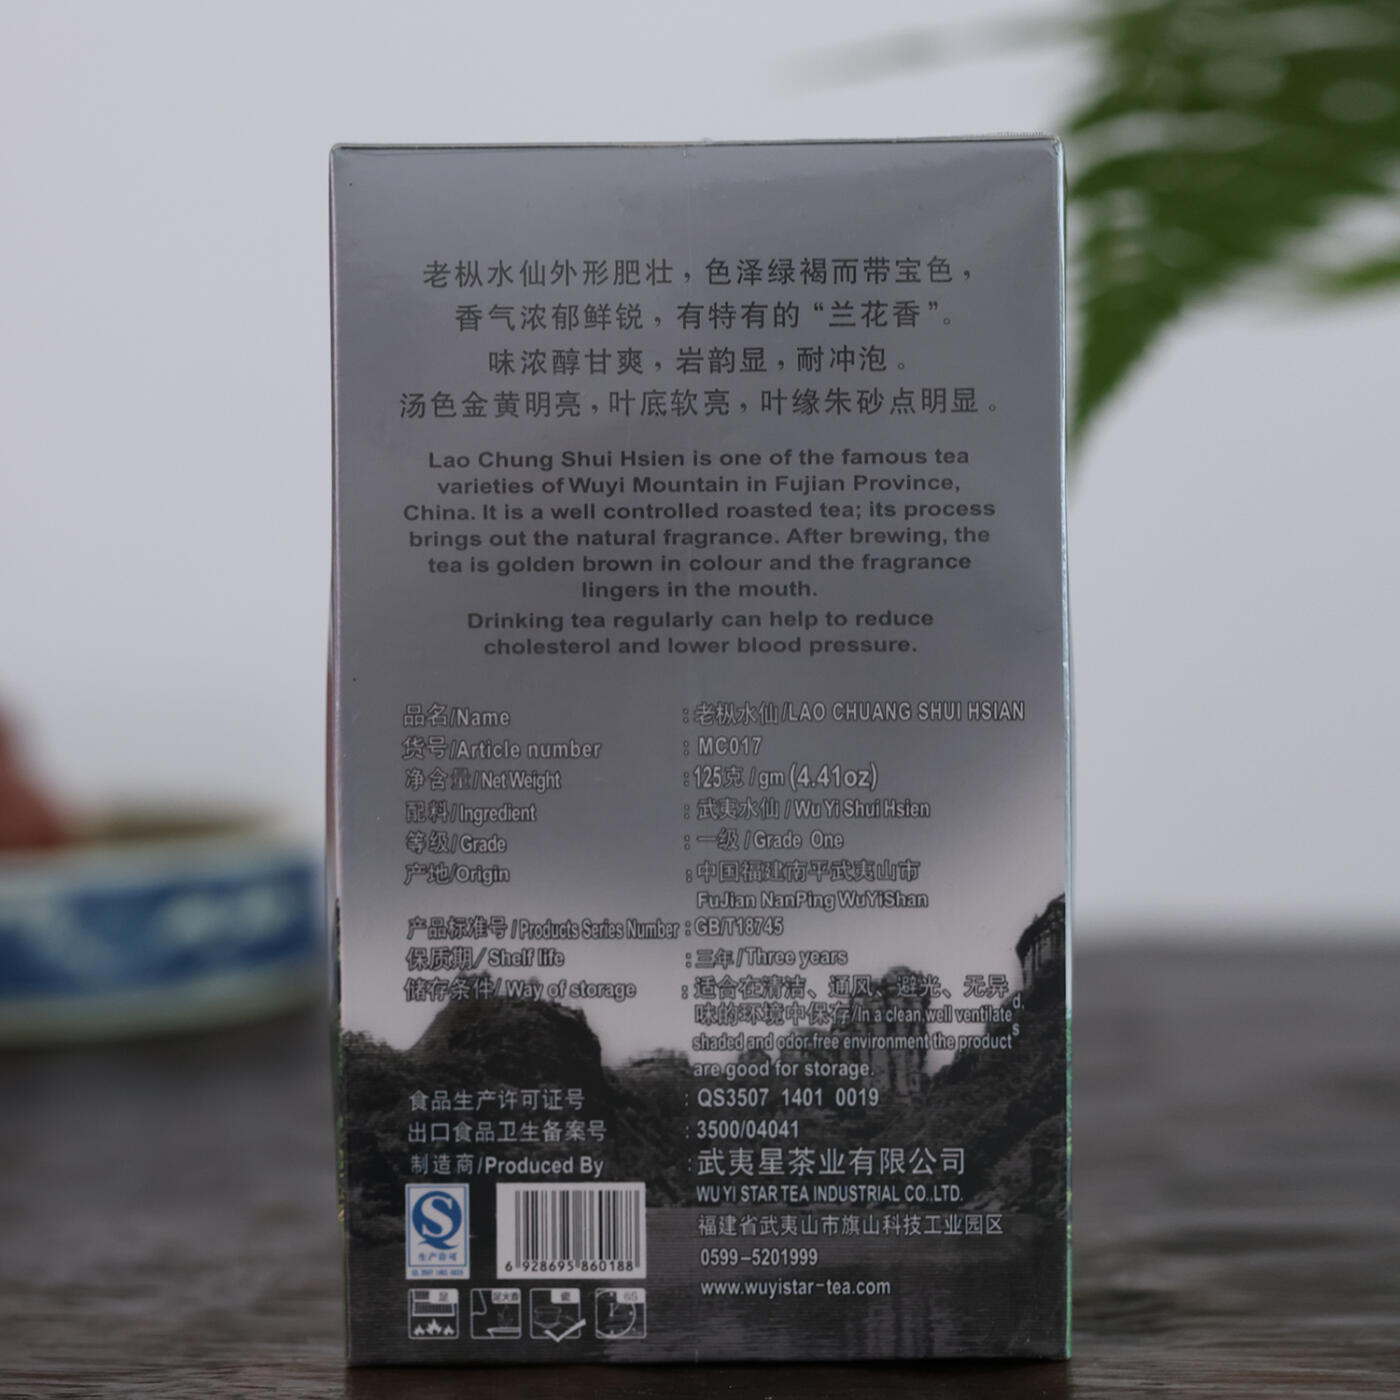 老枞水仙外形肥壮，色泽绿褐而带宝色，
香气浓郁鲜锐，有特有的“兰花香”。
味浓醇甘爽，岩韵显，耐冲泡。
汤色金黄明亮，叶底软亮，叶缘朱砂点明显。
Lao Chung Shui Hsien is one of the famous tea
varieties of Wuyi Mountain in Fujian Province,
China. It is a well controlled roasted tea; its process
brings out the natural fragrance. After brewing, the
tea is golden brown in colour and the fragrance
lingers in the mouth.
Drinking tea regularly can help to reduce
cholesterol and lower blood pressure.
品名/Name : 老枞水仙/LAO CHUANG SHUI HSIAN
货号/Article number : MC017
净含量/Net Weight : 125克/gm (4.41oz)
配料/Ingredient : 武夷水仙/Wu Yi Shui Hsien
等级/Grade : 一级/Grade One
产地/Origin : 中国福建南平武夷山市
FuJian NanPing WuYiShan
产品标准号/Products Series Number : GB/T18745
保质期/Shelf life : 三年/Three years
储存条件/Way of storage : 适合在清洁、通风、避光、无异
味的环境中保存/In a clean,well ventilated,
shaded and odor free environment the products
are good for storage.
食品生产许可证号 : QS3507 1401 0019
出口食品卫生备案号 : 3500/04041
制造商/Produced By : 武夷星茶业有限公司
WU YI STAR TEA INDUSTRIAL CO.,LTD.
福建省武夷山市旗山科技工业园区
0599-5201999
www.wuyistar-tea.com
生产许可
6 928695 860188
足
足火香
瓷
6S